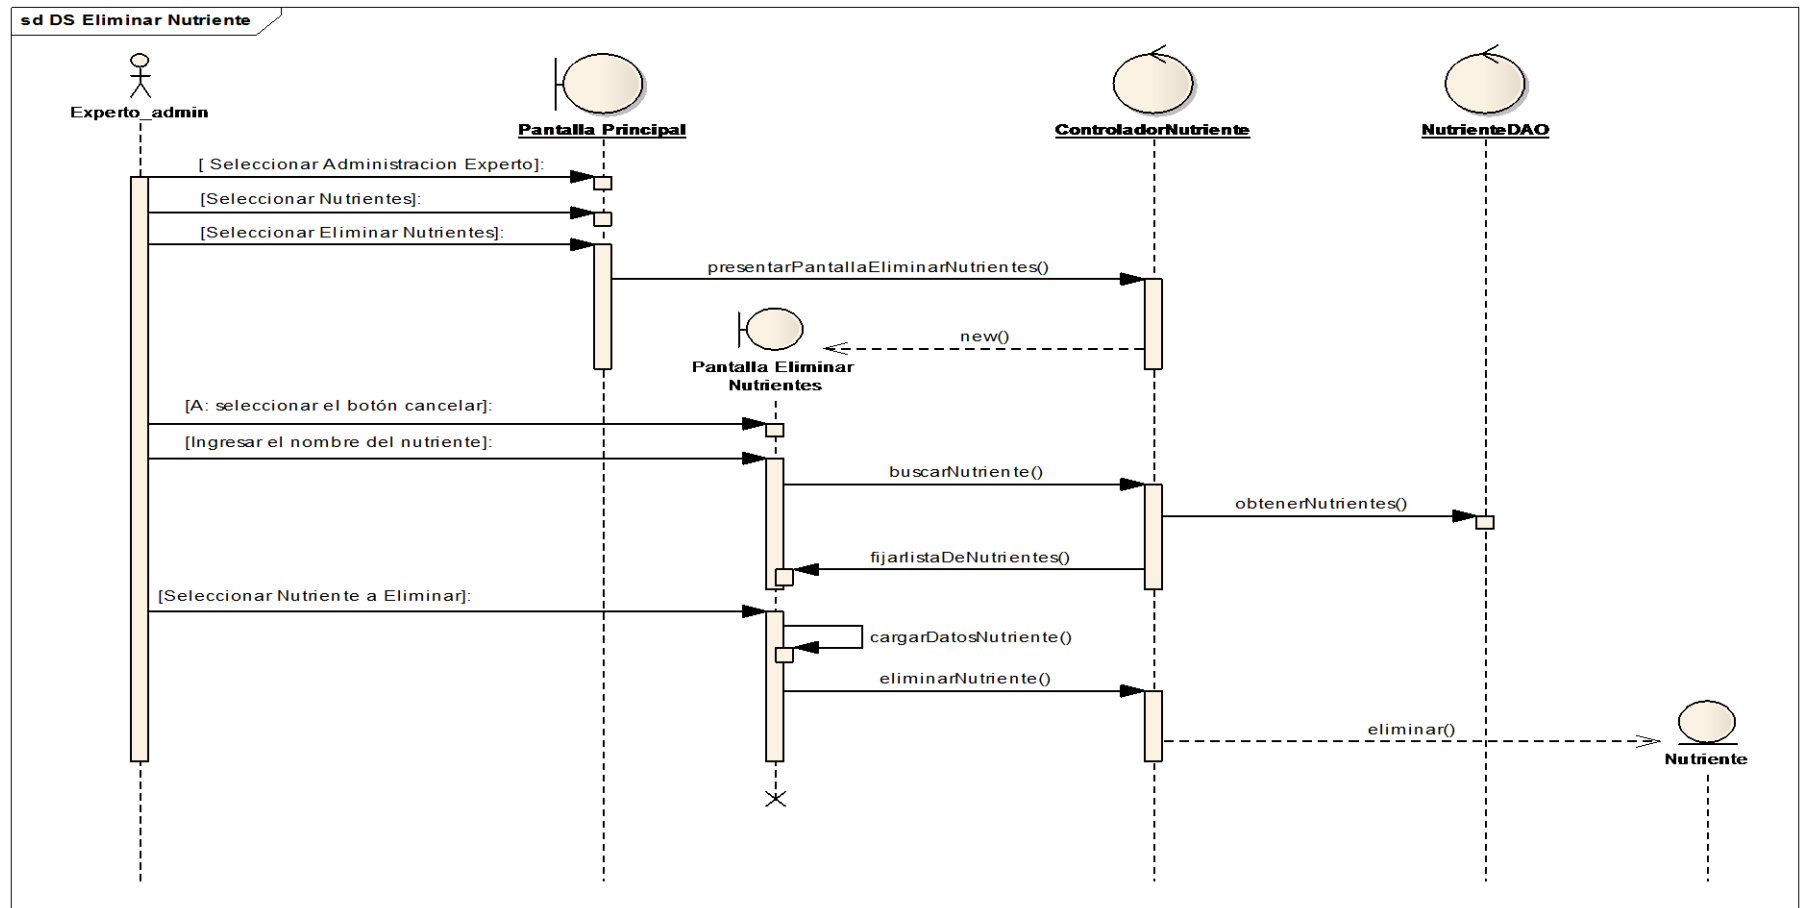 sd DS Eliminar Nutriente
Experto_admin
Pantalla Principal
ControladorNutriente
NutrienteDAO
[ Seleccionar Administracion Experto]:
[Seleccionar Nutrientes]:
[Seleccionar Eliminar Nutrientes]:
presentarPantallaEliminarNutrientes()
new()
Pantalla Eliminar
Nutrientes
[A: seleccionar el botón cancelar]:
[Ingresar el nombre del nutriente]:
buscarNutriente()
obtenerNutrientes()
fijarlistaDeNutrientes()
[Seleccionar Nutriente a Eliminar]:
cargarDatosNutriente()
eliminarNutriente()
eliminar()
Nutriente